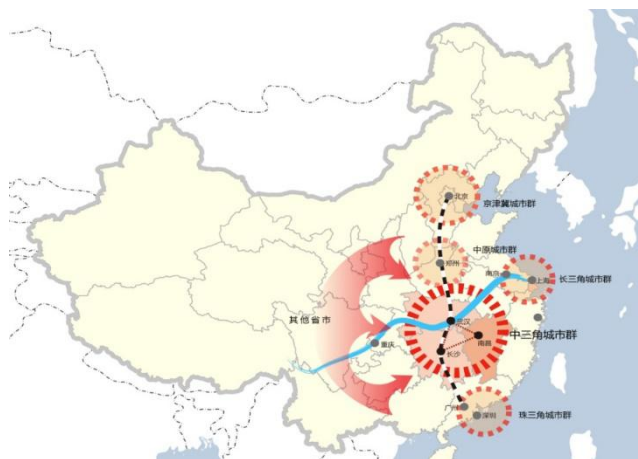 北京
京津冀城市群
中原城市群
郑州
南京
上海
长三角城市群
其他省市
武汉
中三角城市群
重庆
南昌
长沙
珠三角城市群
深圳